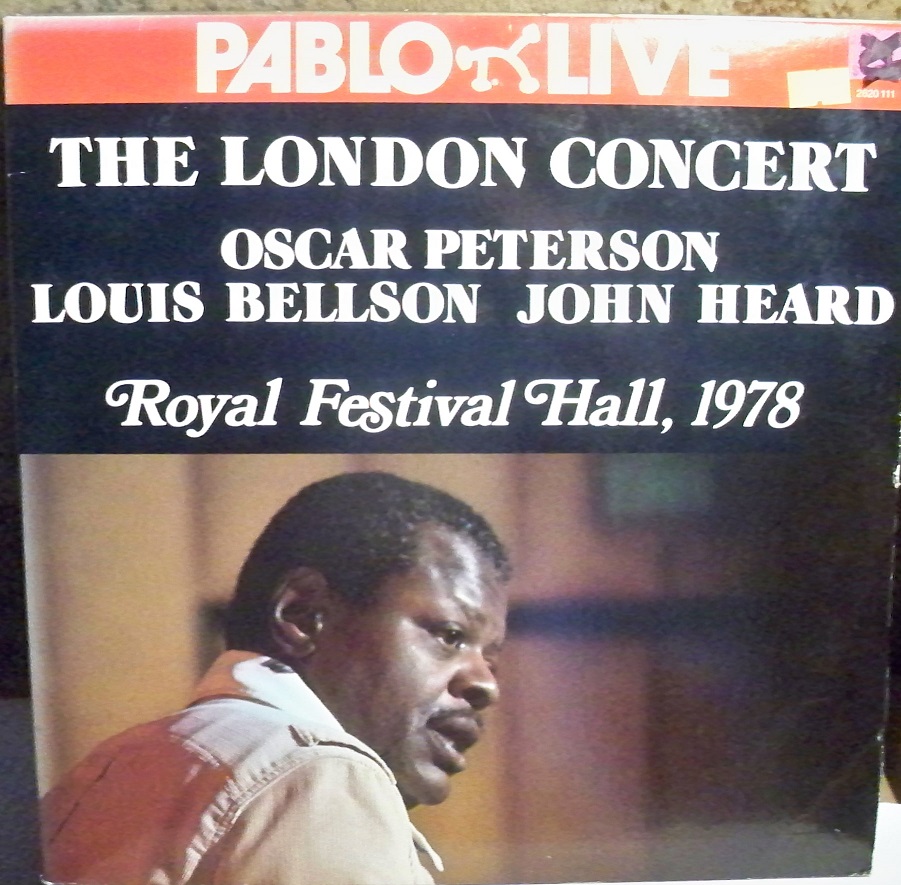 PABLO LIVE
2620 111
THE LONDON CONCERT
OSCAR PETERSON
LOUIS BELLSON JOHN HEARD
Royal Festival Hall, 1978